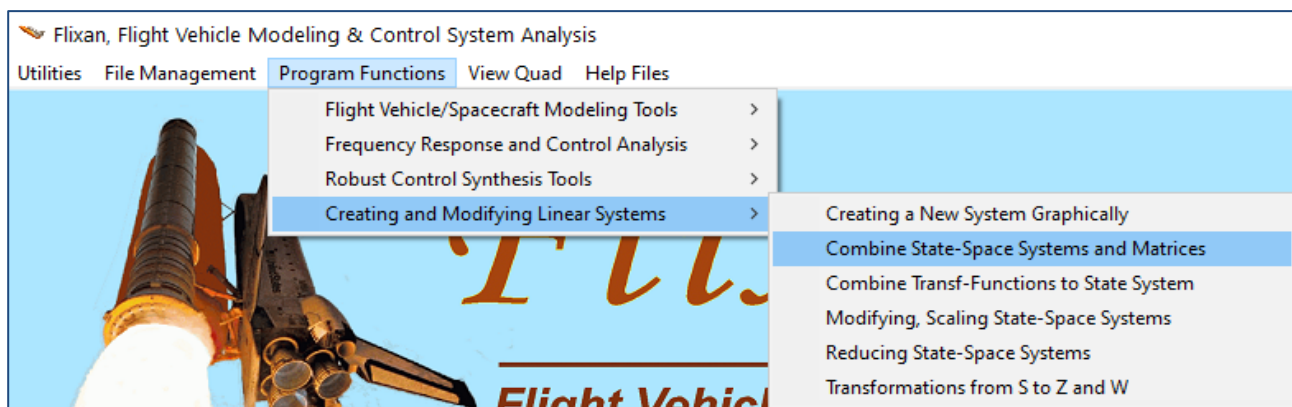 Flixan, Flight Vehicle Modeling & Control System Analysis
Utilities File Management Program Functions View Quad Help Files
Flight Vehicle/Spacecraft Modeling Tools >
Frequency Response and Control Analysis >
Robust Control Synthesis Tools >
Creating and Modifying Linear Systems >
Creating a New System Graphically
Combine State-Space Systems and Matrices
Combine Transf-Functions to State System
Modifying, Scaling State-Space Systems
Reducing State-Space Systems
Transformations from S to Z and W
Flight